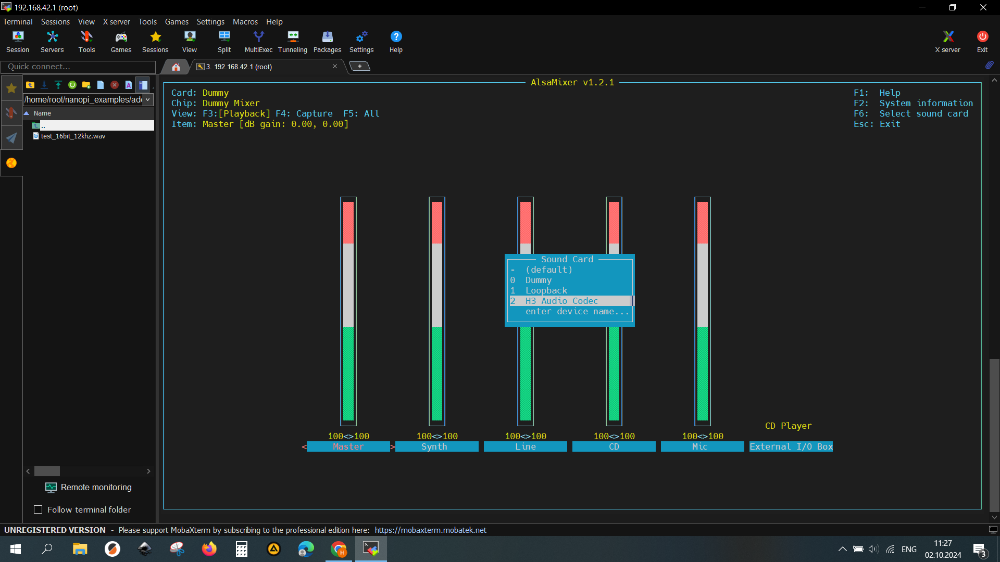 192.168.42.1 (root)
Terminal Sessions View X server Tools Games Settings Macros Help
Session Servers Tools Games Sessions View Split MultiExec Tunneling Packages Settings Help X server Exit
Quick connect...
3. 192.168.42.1 (root)
/home/root/nanopi_examples/ad
Name
..
test_16bit_12khz.wav
AlsaMixer v1.2.1
Card: Dummy F1: Help
Chip: Dummy Mixer F2: System information
View: F3:[Playback] F4: Capture F5: All F6: Select sound card
Item: Master [dB gain: 0.00, 0.00] Esc: Exit
Sound Card
- (default)
0 Dummy
1 Loopback
2 H3 Audio Codec
enter device name...
CD Player
100<>100 100<>100 100<>100 100<>100 100<>100
< Master > Synth Line CD Mic External I/O Box
Remote monitoring
Follow terminal folder
UNREGISTERED VERSION - Please support MobaXterm by subscribing to the professional edition here: https://mobaxterm.mobatek.net
ENG
11:27
02.10.2024
3